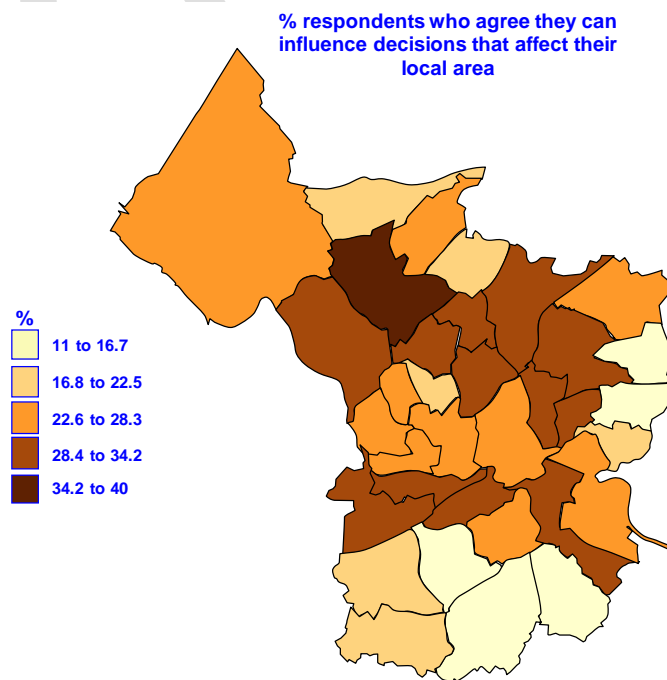 % respondents who agree they can
influence decisions that affect their
local area
%
11 to 16.7
16.8 to 22.5
22.6 to 28.3
28.4 to 34.2
34.2 to 40